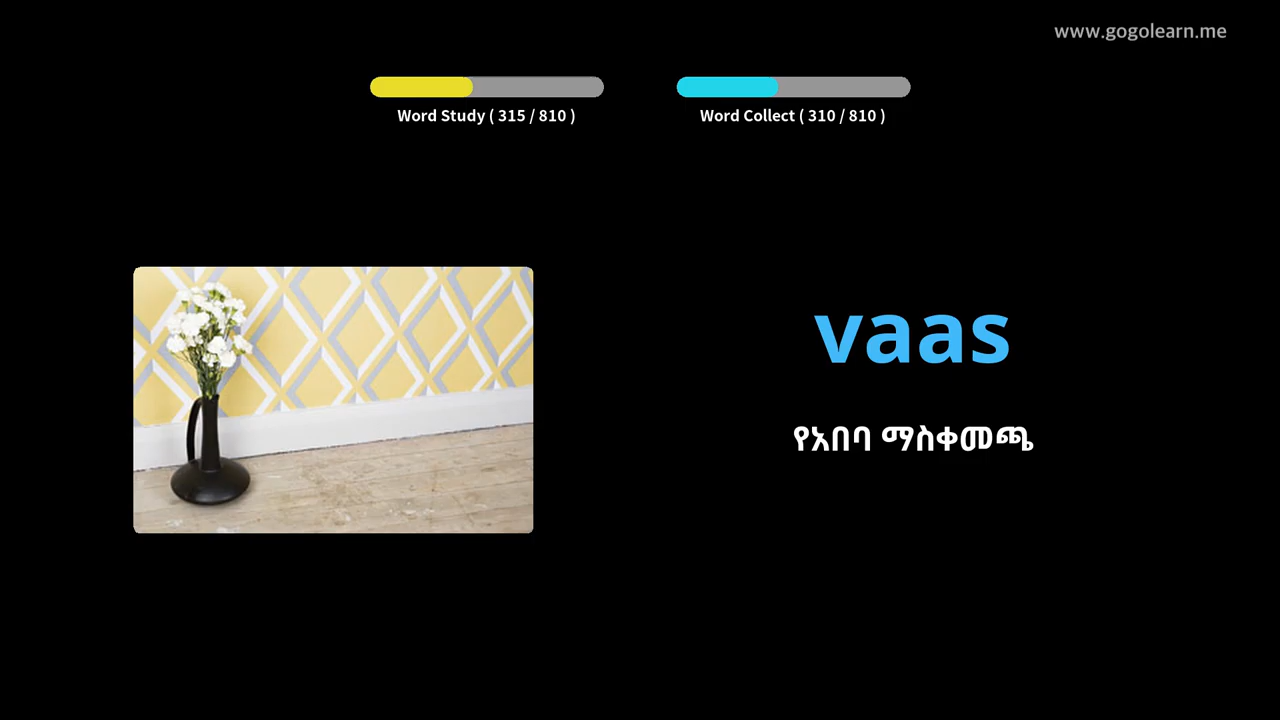 www.gogolearn.me
Word Study ( 315 / 810 )
Word Collect ( 310 / 810 )
vaas
የአበባ ማስቀመጫ